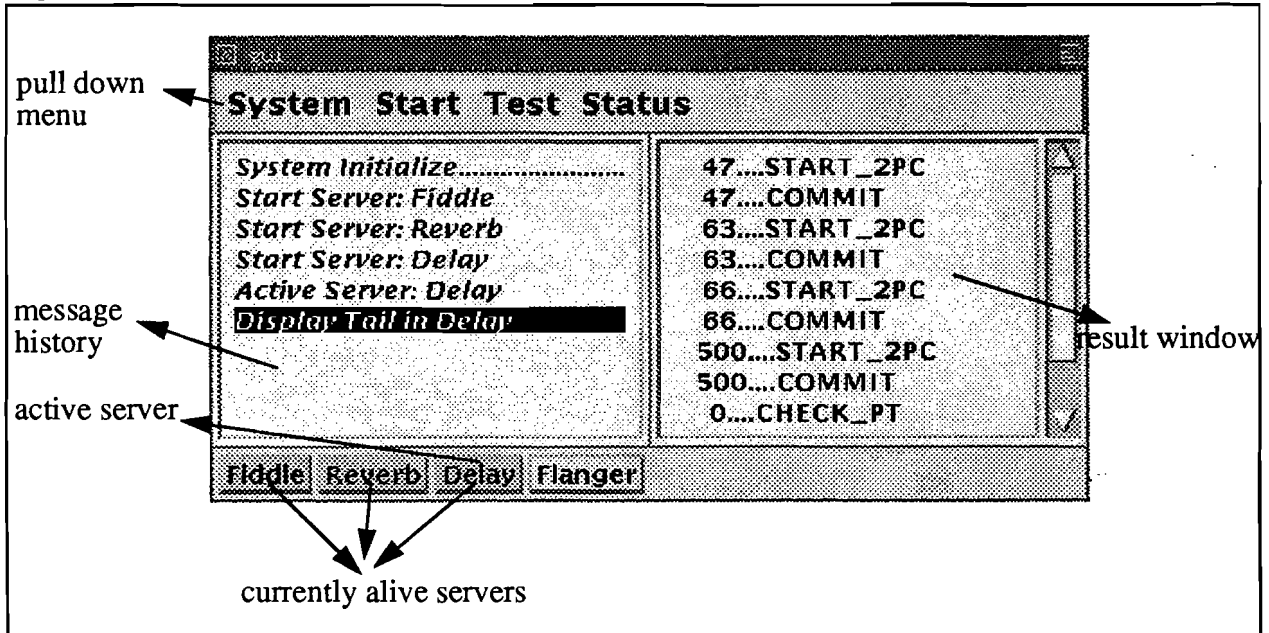 gui
System Start Test Status
pull down
menu
System Initialize.......................
Start Server: Fiddle
Start Server: Reverb
Start Server: Delay
Active Server: Delay
Display Tail in Delay
message
history
active server
47....START_2PC
47....COMMIT
63....START_2PC
63....COMMIT
66....START_2PC
66....COMMIT
500....START_2PC
500....COMMIT
0....CHECK_PT
result window
Fiddle Reverb Delay Flanger
currently alive servers